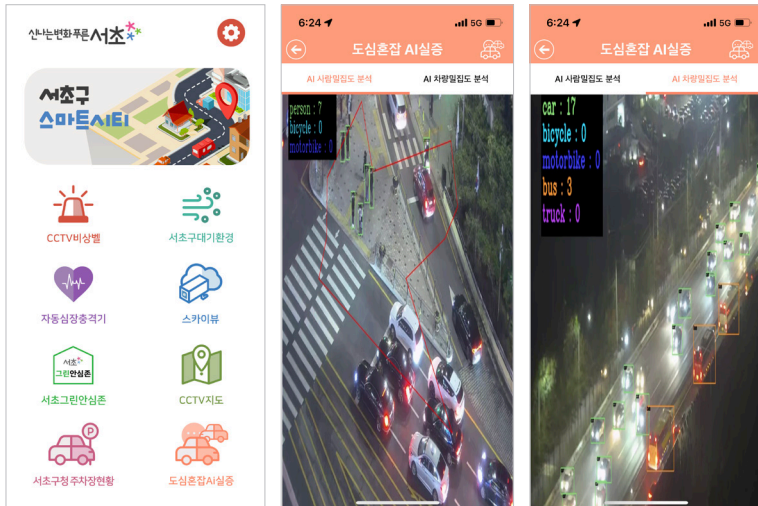 신나는변화 푸른서초
서초구
스마트시티
CCTV비상벨
서초구대기환경
자동심장충격기
스카이뷰
서초
그린안심존
서초그린안심존
CCTV지도
P
서초구청 주차장현황
도심혼잡AI실증
6:24
5G
도심혼잡 AI실증
AI 사람밀집도 분석
AI 차량밀집도 분석
person : 7
bicycle : 0
motorbike : 0
6:24
5G
도심혼잡 AI실증
AI 사람밀집도 분석
AI 차량밀집도 분석
car : 17
bicycle : 0
motorbike : 0
bus : 3
truck : 0